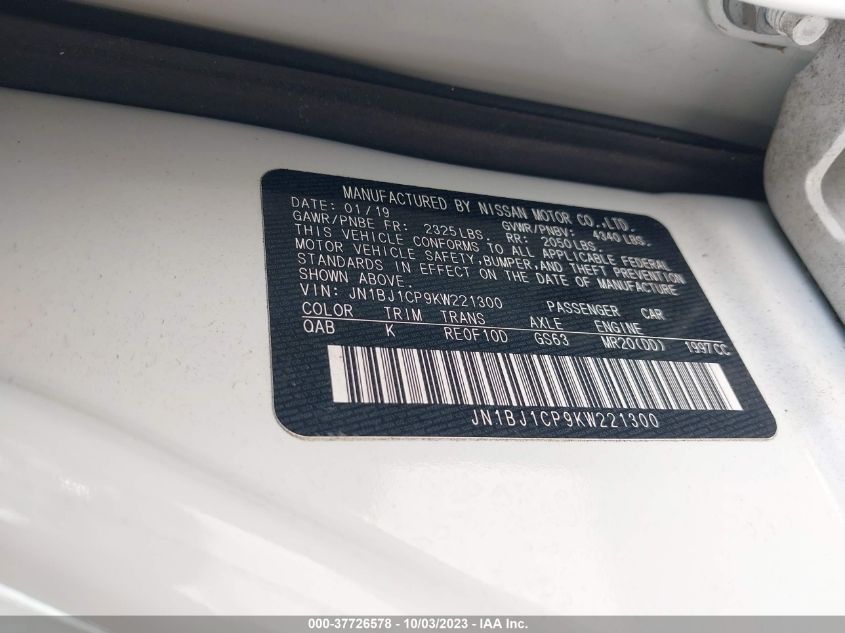 MANUFACTURED BY NISSAN MOTOR CO.,LTD.
DATE: 01/19 GVWR/PNBV: 4340 LBS.
GAWR/PNBE FR: 2325 LBS. RR: 2050 LBS.
THIS VEHICLE CONFORMS TO ALL APPLICABLE FEDERAL
MOTOR VEHICLE SAFETY, BUMPER, AND THEFT PREVENTION
STANDARDS IN EFFECT ON THE DATE OF MANUFACTURE
SHOWN ABOVE.
VIN: JN1BJ1CP9KW221300 PASSENGER CAR
COLOR TRIM TRANS AXLE ENGINE
QAB K RE0F10D GS63 MR20(DD) 1997CC
JN1BJ1CP9KW221300
000-37726578 - 10/03/2023 - IAA Inc.